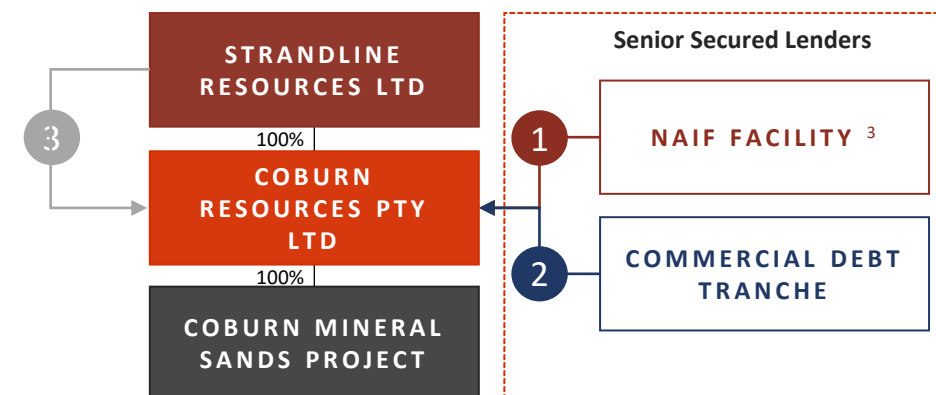 STRANDLINE
RESOURCES LTD
3
100%
COBURN
RESOURCES PTY
LTD
100%
COBURN MINERAL
SANDS PROJECT
Senior Secured Lenders
1
NAIF FACILITY 3
2
COMMERCIAL DEBT
TRANCHE